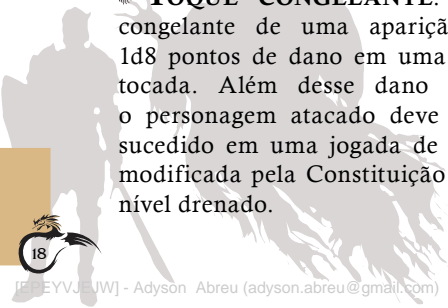 TOQUE CONGELANTE:
congelante de uma apariçã
1d8 pontos de dano em uma
tocada. Além desse dano
o personagem atacado deve
sucedido em uma jogada de
modificada pela Constituição
nível drenado.
18
[EPEYVJEJW] - Adyson Abreu (adyson.abreu@gmail.com)